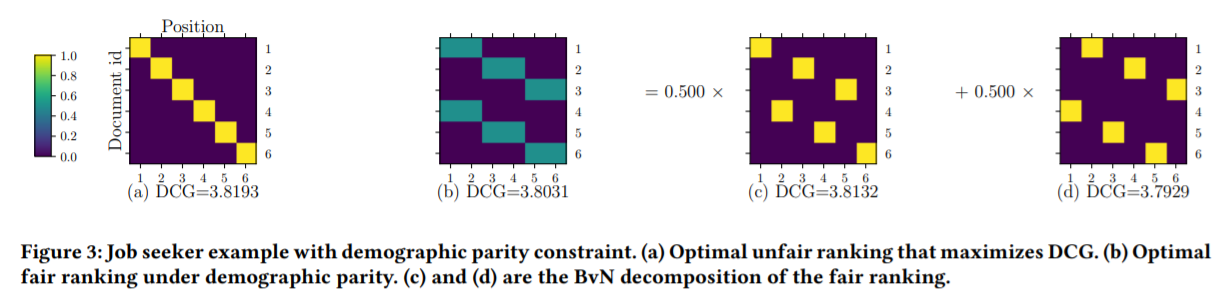 Position
Document id
1.0
0.8
0.6
0.4
0.2
0.0
1
2
3
4
5
6
1 2 3 4 5 6
(a) DCG=3.8193
1
2
3
4
5
6
1 2 3 4 5 6
(b) DCG=3.8031
= 0.500 ×
1
2
3
4
5
6
1 2 3 4 5 6
(c) DCG=3.8132
+ 0.500 ×
1
2
3
4
5
6
1 2 3 4 5 6
(d) DCG=3.7929
Figure 3: Job seeker example with demographic parity constraint. (a) Optimal unfair ranking that maximizes DCG. (b) Optimal
fair ranking under demographic parity. (c) and (d) are the BvN decomposition of the fair ranking.